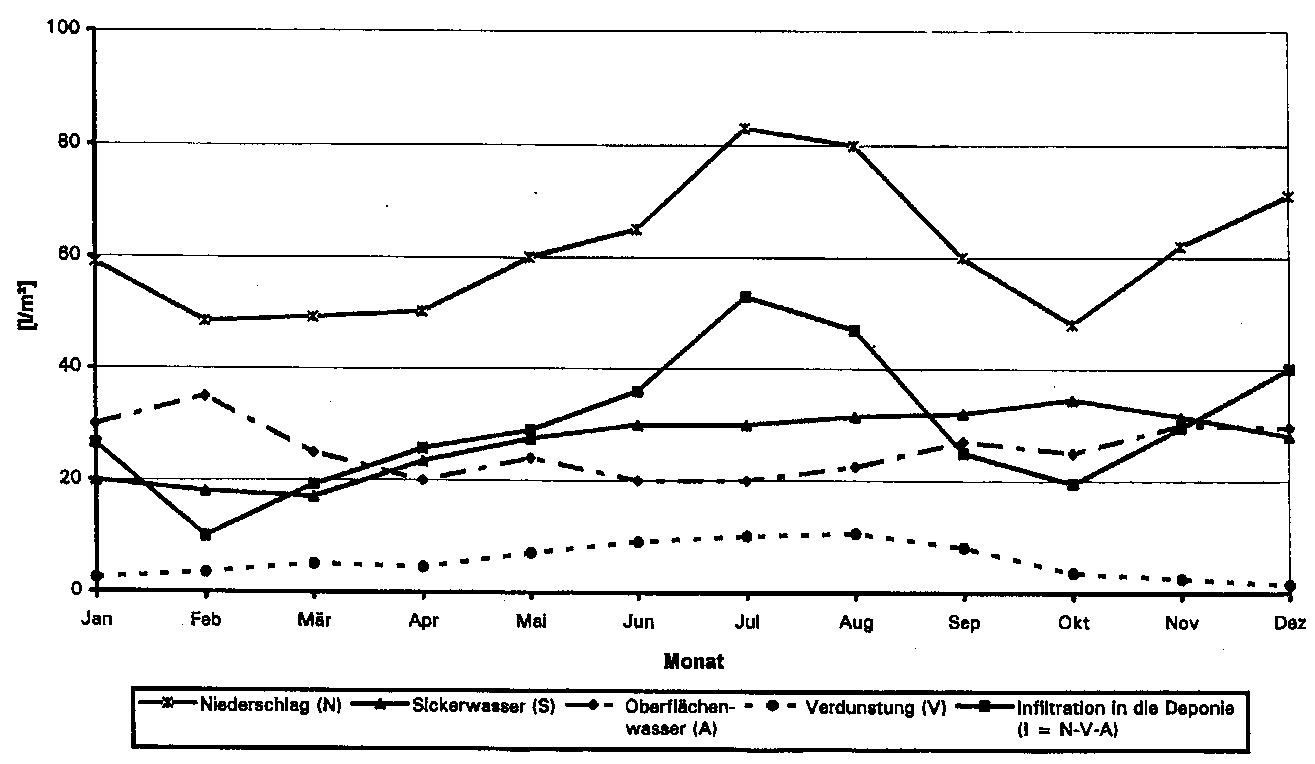 100
80
60
40
20
0
[l/m²]
Jan Feb Mär Apr Mai Jun Jul Aug Sep Okt Nov Dez
Monat
Niederschlag (N) Sickerwasser (S) Oberflächen- Verdunstung (V) Infiltration in die Deponie
wasser (A) (I = N-V-A)